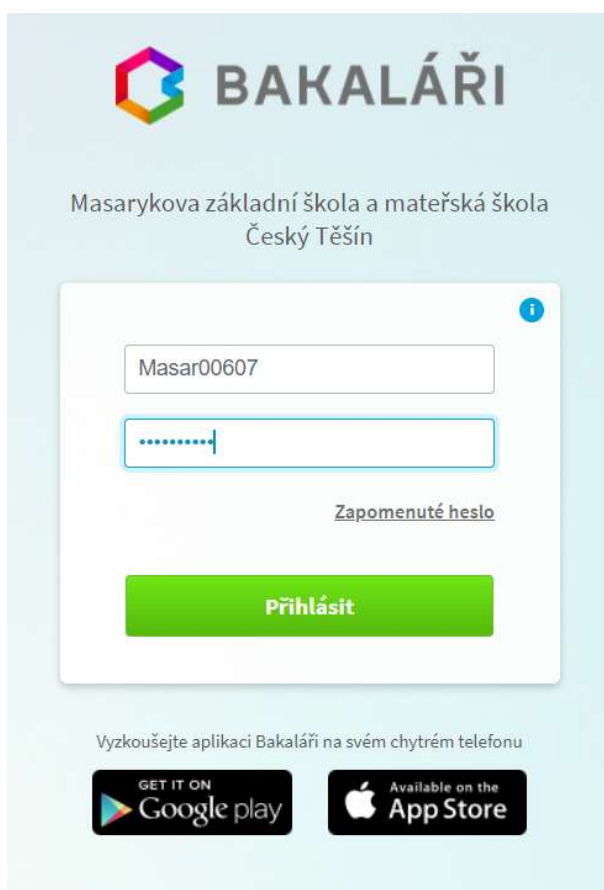 BAKALÁŘI
Masarykova základní škola a mateřská škola
Český Těšín
i
Masar00607
••••••••••
Zapomenuté heslo
Přihlásit
Vyzkoušejte aplikaci Bakaláři na svém chytrém telefonu
GET IT ON
Google play
Available on the
App Store